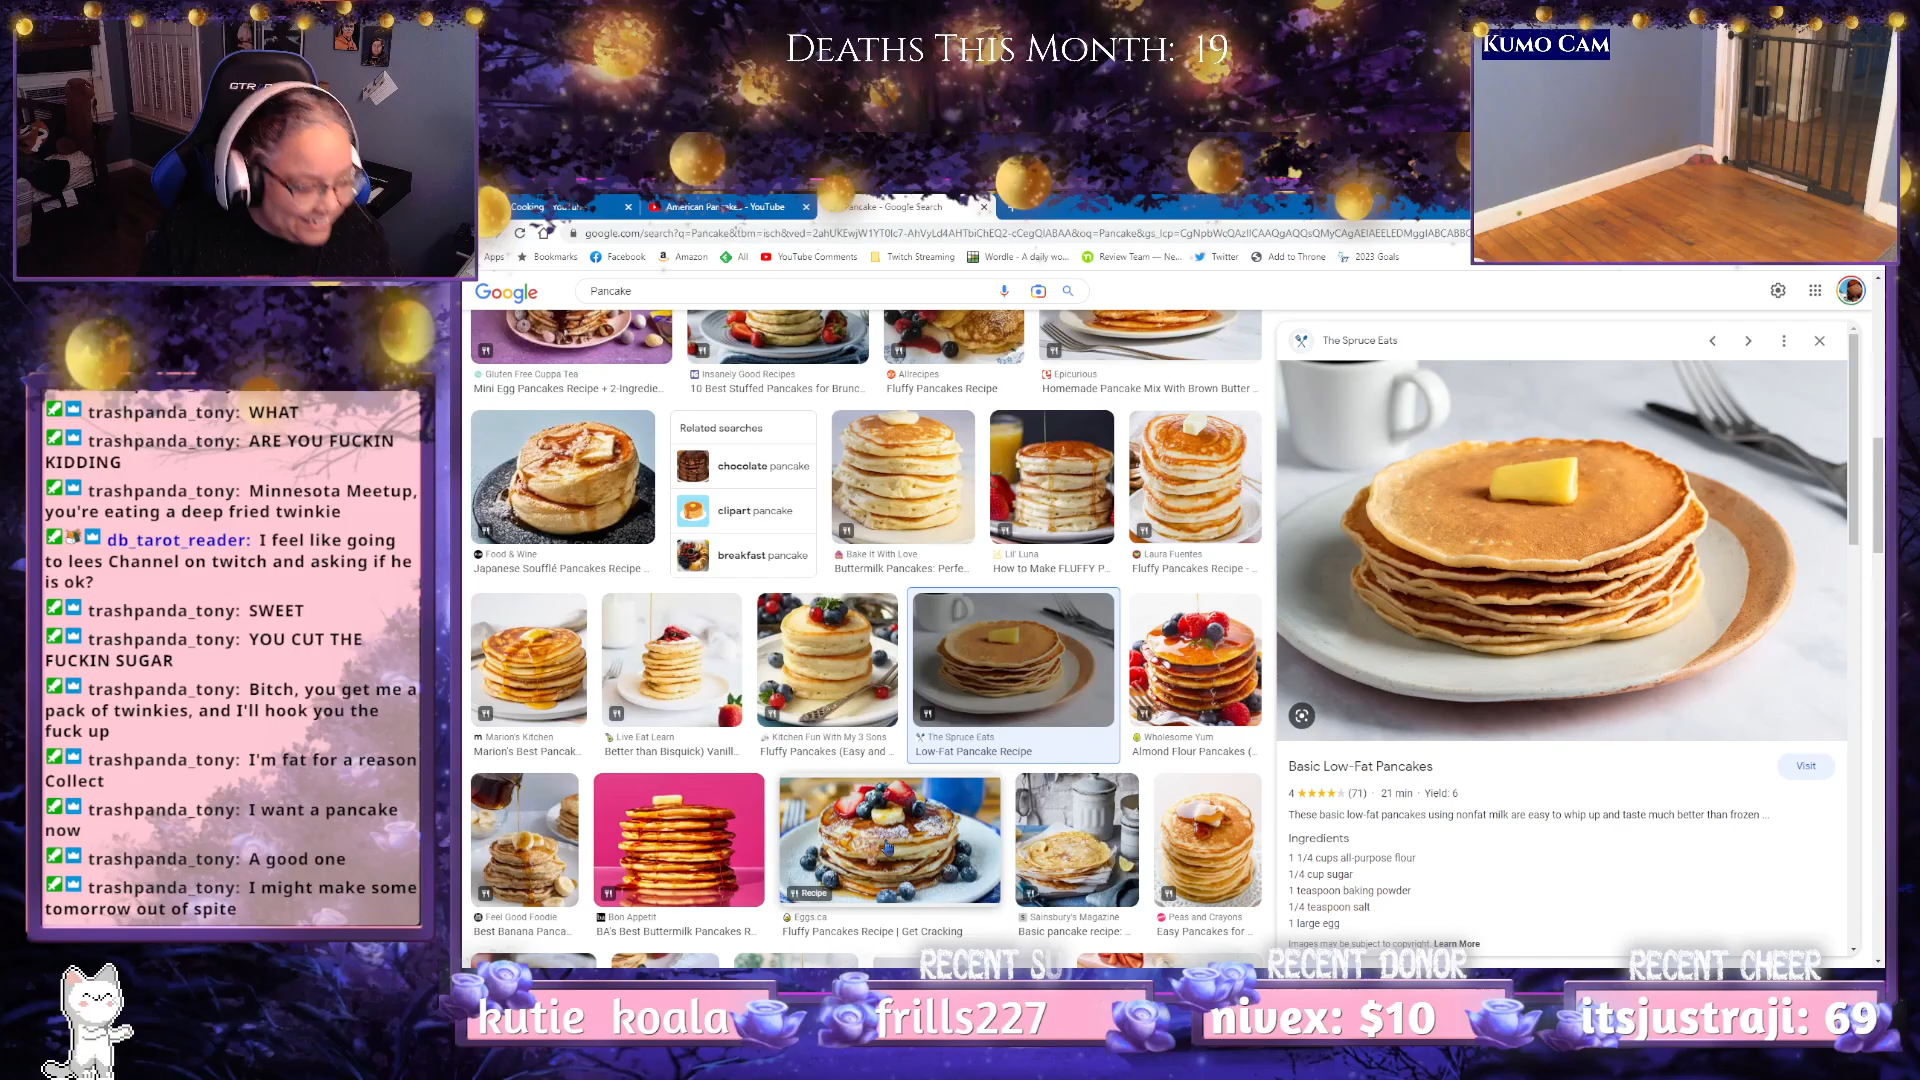 Deaths This Month: 19
Kumo Cam
GTR
Cooking
American Pancakes - YouTube
ancake - Google Search
google.com/search?q=Pancake&tbm=isch&ved=
Apps
Bookmarks
Facebook
Amazon
All
YouTube Comments
Twitch Streaming
Wordle - A daily wo...
Review Team — Ne...
Twitter
Add to Throne
2023 Goals
Google
Pancake
Gluten Free Cuppa Tea
Mini Egg Pancakes Recipe + 2-Ingredie...
Insanely Good Recipes
10 Best Stuffed Pancakes for Brunc...
Allrecipes
Fluffy Pancakes Recipe
Epicurious
Homemade Pancake Mix With Brown Butter ...
Food & Wine
Japanese Soufflé Pancakes Recipe ...
Related searches
chocolate pancake
clipart pancake
breakfast pancake
Bake It With Love
Buttermilk Pancakes: Perfe...
Lil' Luna
How to Make FLUFFY P...
Laura Fuentes
Fluffy Pancakes Recipe - ...
Marion's Kitchen
Marion's Best Pancak...
Live Eat Learn
Better than Bisquick) Vanill...
Kitchen Fun With My 3 Sons
Fluffy Pancakes (Easy and ...
The Spruce Eats
Low-Fat Pancake Recipe
Wholesome Yum
Almond Flour Pancakes (...
Recipe
Feel Good Foodie
Best Banana Panca...
Bon Appetit
BA's Best Buttermilk Pancakes R...
Eggs.ca
Fluffy Pancakes Recipe | Get Cracking
Sainsbury's Magazine
Basic pancake recipe: ...
Peas and Crayons
Easy Pancakes for ...
The Spruce Eats
Basic Low-Fat Pancakes
Visit
4 ★★★★★ (71) · 21 min · Yield: 6
These basic low-fat pancakes using nonfat milk are easy to whip up and taste much better than frozen ...
Ingredients
1 1/4 cups all-purpose flour
1/4 cup sugar
1 teaspoon baking powder
1/4 teaspoon salt
1 large egg
Images may be subject to copyright. Learn More
trashpanda_tony: WHAT
trashpanda_tony: ARE YOU FUCKIN
KIDDING
trashpanda_tony: Minnesota Meetup,
you're eating a deep fried twinkie
db_tarot_reader: I feel like going
to lees Channel on twitch and asking if he
is ok?
trashpanda_tony: SWEET
trashpanda_tony: YOU CUT THE
FUCKIN SUGAR
trashpanda_tony: Bitch, you get me a
pack of twinkies, and I'll hook you the
fuck up
trashpanda_tony: I'm fat for a reason
Collect
trashpanda_tony: I want a pancake
now
trashpanda_tony: A good one
trashpanda_tony: I might make some
tomorrow out of spite
RECENT SU
RECENT DONOR
RECENT CHEER
kutie_koala
frills227
nivex: $10
itsjustraji: 69